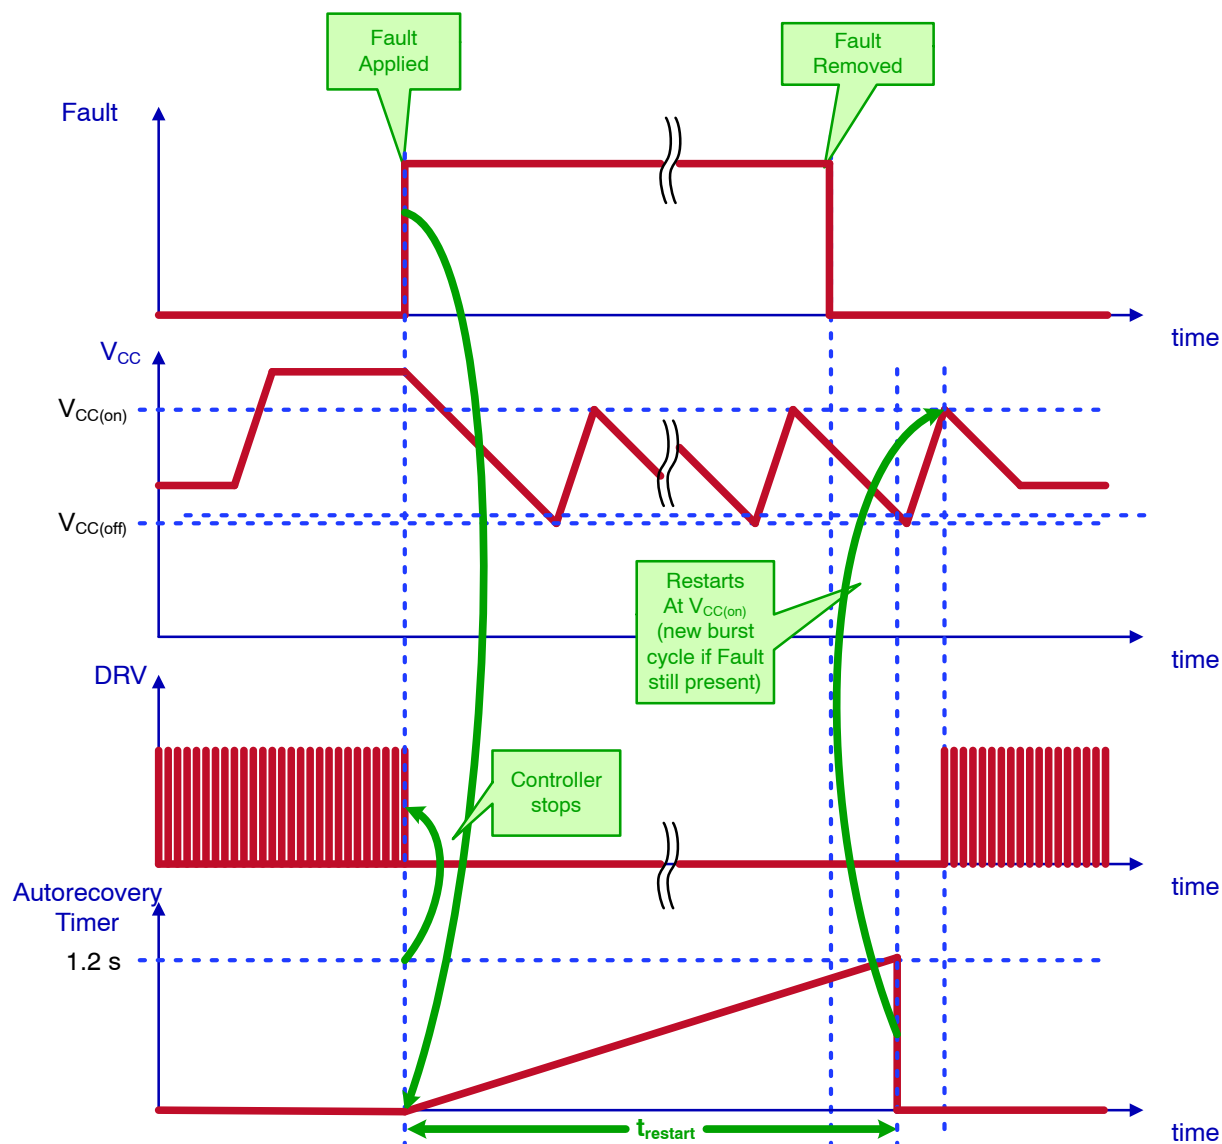 Fault
Applied
Fault
Removed
Fault
time
VCC
VCC(on)
VCC(off)
Restarts
At VCC(on)
(new burst
cycle if Fault
still present)
time
DRV
Controller
stops
time
Autorecovery
Timer
1.2 s
trestart
time